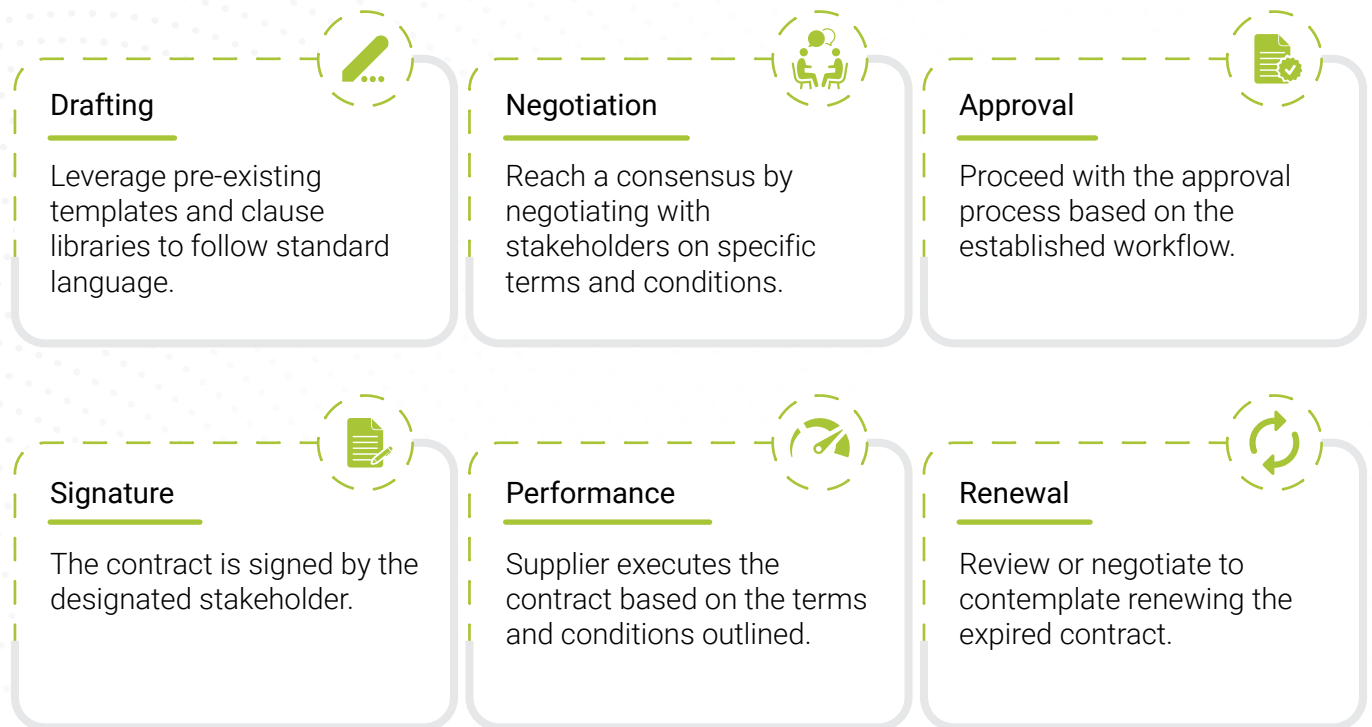 Drafting
Leverage pre-existing
templates and clause
libraries to follow standard
language.
Negotiation
Reach a consensus by
negotiating with
stakeholders on specific
terms and conditions.
Approval
Proceed with the approval
process based on the
established workflow.
Signature
The contract is signed by the
designated stakeholder.
Performance
Supplier executes the
contract based on the terms
and conditions outlined.
Renewal
Review or negotiate to
contemplate renewing the
expired contract.